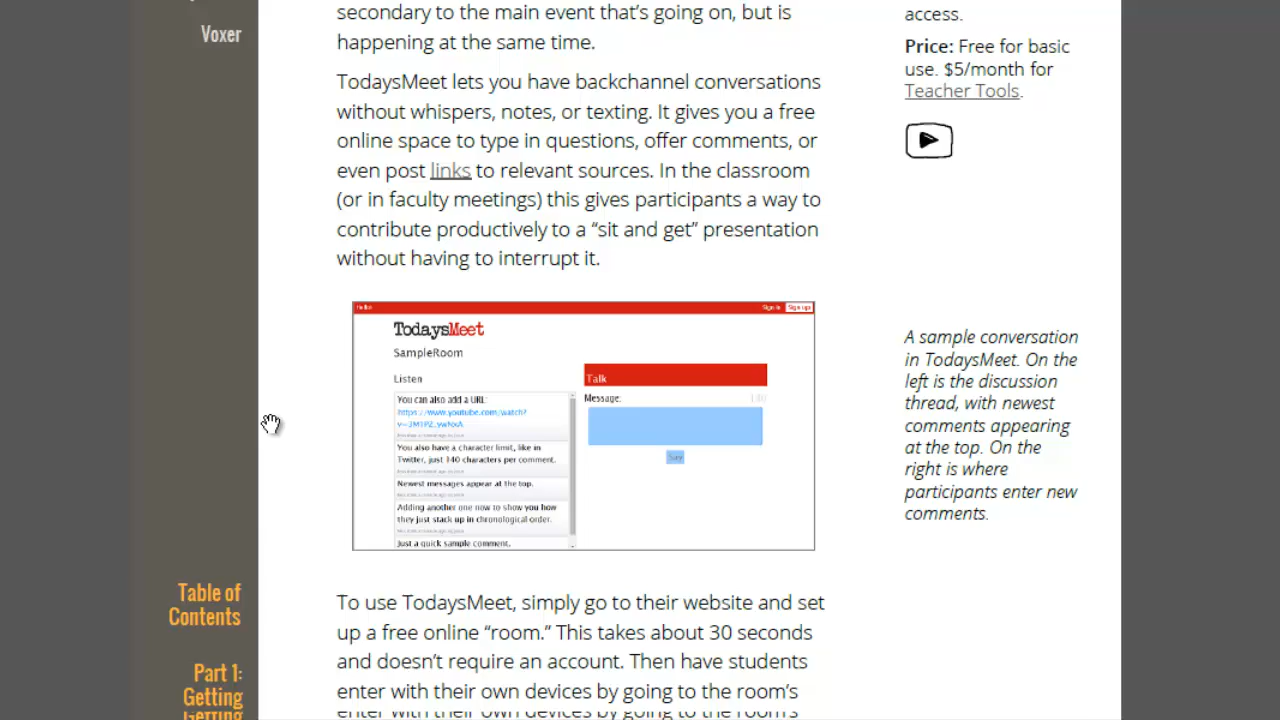 Voxer
Table of
Contents
Part 1:
Getting
secondary to the main event that's going on, but is
happening at the same time.
TodaysMeet lets you have backchannel conversations
without whispers, notes, or texting. It gives you a free
online space to type in questions, offer comments, or
even post links to relevant sources. In the classroom
(or in faculty meetings) this gives participants a way to
contribute productively to a “sit and get” presentation
without having to interrupt it.
Hello!
Sign in
Sign up
TodaysMeet
SampleRoom
Listen
You can also add a URL:
You also have a character limit, like in
Twitter, just 140 characters per comment.
Newest messages appear at the top.
Adding another one now to show you how
they just stack up in chronological order.
Just a quick sample comment.
Talk
Message:
140
Say
To use TodaysMeet, simply go to their website and set
up a free online “room.” This takes about 30 seconds
and doesn’t require an account. Then have students
enter with their own devices by going to the room’s
access.
Price: Free for basic
use. $5/month for
Teacher Tools.
A sample conversation
in TodaysMeet. On the
left is the discussion
thread, with newest
comments appearing
at the top. On the
right is where
participants enter new
comments.